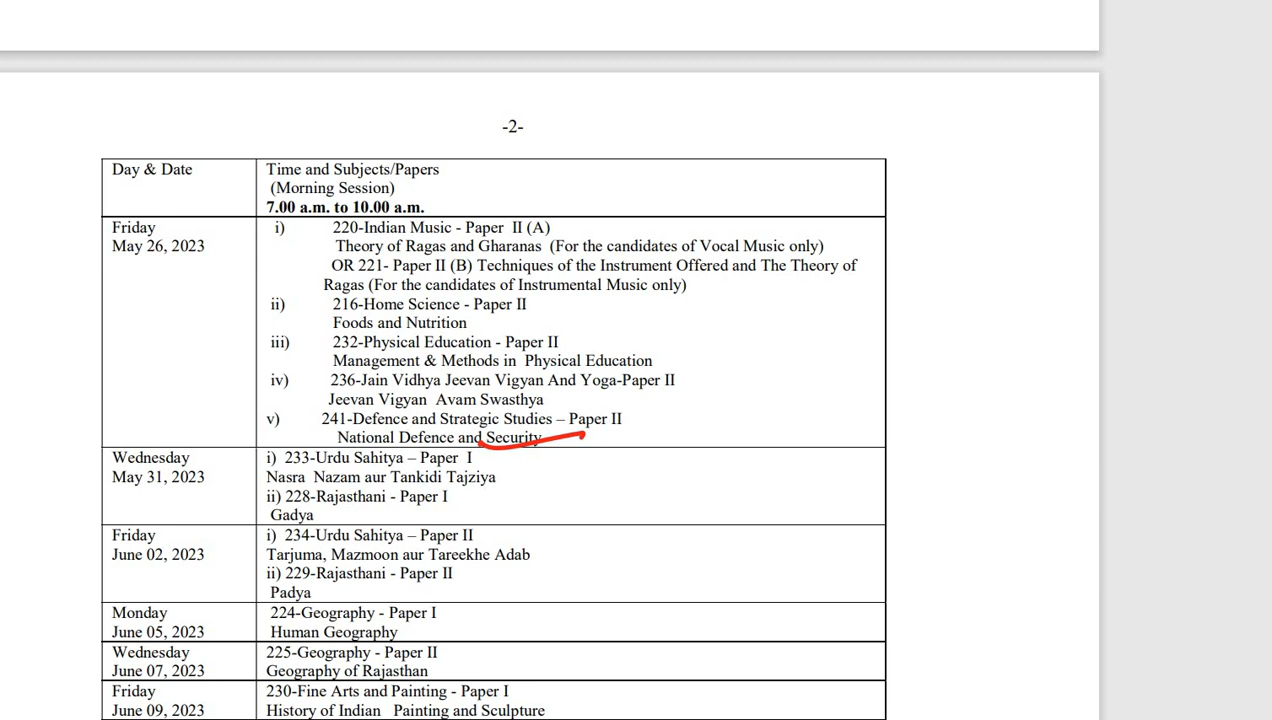 -2-
Day & Date
Time and Subjects/Papers
(Morning Session)
7.00 a.m. to 10.00 a.m.
Friday
May 26, 2023
i) 220-Indian Music - Paper II (A)
Theory of Ragas and Gharanas (For the candidates of Vocal Music only)
OR 221- Paper II (B) Techniques of the Instrument Offered and The Theory of
Ragas (For the candidates of Instrumental Music only)
ii) 216-Home Science - Paper II
Foods and Nutrition
iii) 232-Physical Education - Paper II
Management & Methods in Physical Education
iv) 236-Jain Vidhya Jeevan Vigyan And Yoga-Paper II
Jeevan Vigyan Avam Swasthya
v) 241-Defence and Strategic Studies – Paper II
National Defence and Security
Wednesday
May 31, 2023
i) 233-Urdu Sahitya – Paper I
Nasra Nazam aur Tankidi Tajziya
ii) 228-Rajasthani - Paper I
Gadya
Friday
June 02, 2023
i) 234-Urdu Sahitya – Paper II
Tarjuma, Mazmoon aur Tareekhe Adab
ii) 229-Rajasthani - Paper II
Padya
Monday
June 05, 2023
224-Geography - Paper I
Human Geography
Wednesday
June 07, 2023
225-Geography - Paper II
Geography of Rajasthan
Friday
June 09, 2023
230-Fine Arts and Painting - Paper I
History of Indian Painting and Sculpture